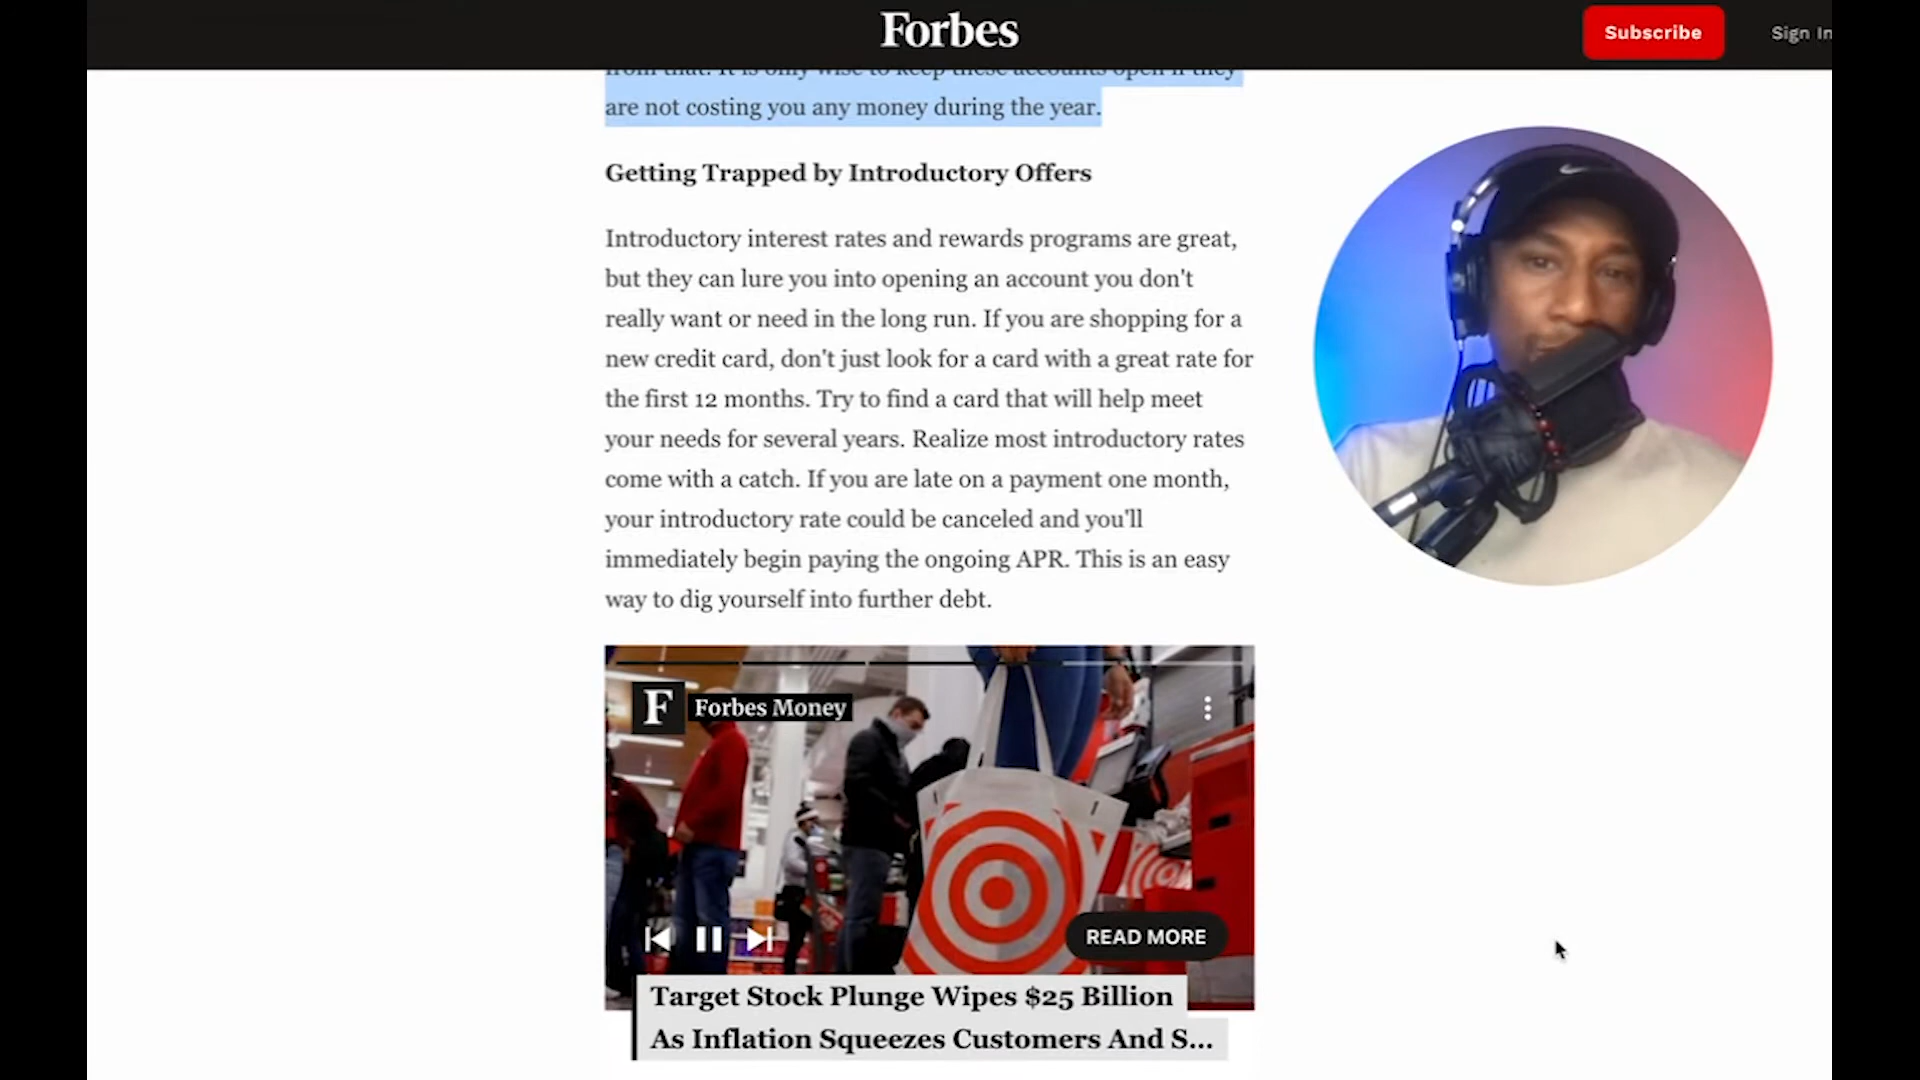 Forbes
Subscribe
Sign In
from that. It is only wise to keep these accounts open if they
are not costing you any money during the year.
Getting Trapped by Introductory Offers
Introductory interest rates and rewards programs are great,
but they can lure you into opening an account you don't
really want or need in the long run. If you are shopping for a
new credit card, don't just look for a card with a great rate for
the first 12 months. Try to find a card that will help meet
your needs for several years. Realize most introductory rates
come with a catch. If you are late on a payment one month,
your introductory rate could be canceled and you'll
immediately begin paying the ongoing APR. This is an easy
way to dig yourself into further debt.
F Forbes Money
READ MORE
Target Stock Plunge Wipes $25 Billion
As Inflation Squeezes Customers And S...